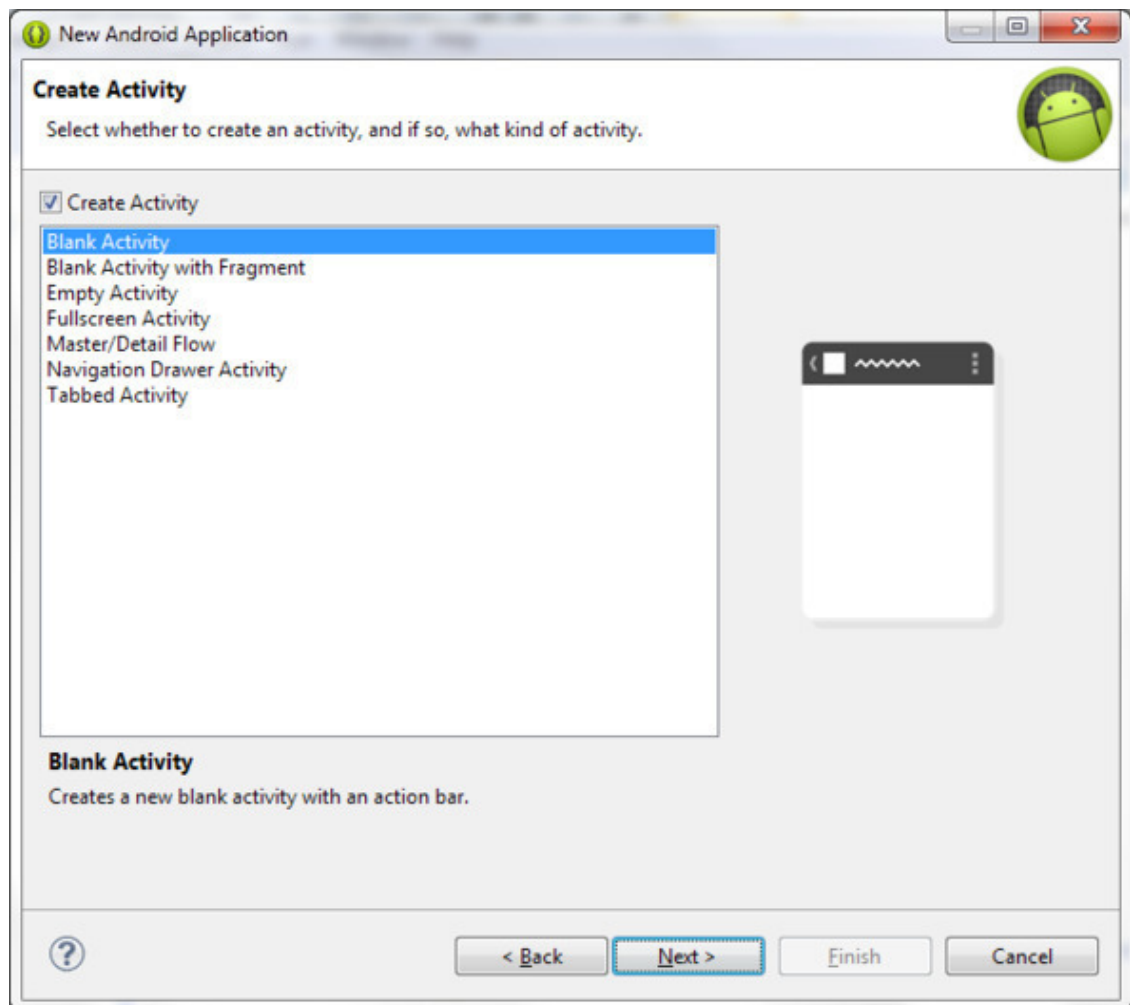 New Android Application
Create Activity
Select whether to create an activity, and if so, what kind of activity.
Create Activity
Blank Activity
Blank Activity with Fragment
Empty Activity
Fullscreen Activity
Master/Detail Flow
Navigation Drawer Activity
Tabbed Activity
Blank Activity
Creates a new blank activity with an action bar.
< Back
Next >
Finish
Cancel